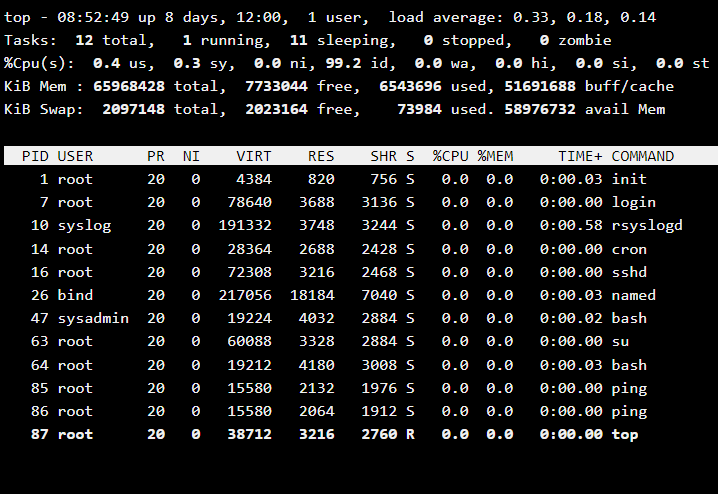 top - 08:52:49 up 8 days, 12:00,  1 user,  load average: 0.33, 0.18, 0.14
Tasks:  12 total,   1 running,  11 sleeping,   0 stopped,   0 zombie
%Cpu(s):  0.4 us,  0.3 sy,  0.0 ni, 99.2 id,  0.0 wa,  0.0 hi,  0.0 si,  0.0 st
KiB Mem : 65968428 total,  7733044 free,  6543696 used, 51691688 buff/cache
KiB Swap:  2097148 total,  2023164 free,    73984 used. 58976732 avail Mem
PID USER      PR  NI    VIRT    RES    SHR S  %CPU %MEM     TIME+ COMMAND
1 root      20   0    4384    820    756 S   0.0  0.0   0:00.03 init
7 root      20   0   78640   3688   3136 S   0.0  0.0   0:00.00 login
10 syslog    20   0  191332   3748   3244 S   0.0  0.0   0:00.58 rsyslogd
14 root      20   0   28364   2688   2428 S   0.0  0.0   0:00.00 cron
16 root      20   0   72308   3216   2468 S   0.0  0.0   0:00.00 sshd
26 bind      20   0  217056  18184   7040 S   0.0  0.0   0:00.03 named
47 sysadmin  20   0   19224   4032   2884 S   0.0  0.0   0:00.02 bash
63 root      20   0   60088   3328   2884 S   0.0  0.0   0:00.00 su
64 root      20   0   19212   4180   3008 S   0.0  0.0   0:00.03 bash
85 root      20   0   15580   2132   1976 S   0.0  0.0   0:00.00 ping
86 root      20   0   15580   2064   1912 S   0.0  0.0   0:00.00 ping
87 root      20   0   38712   3216   2760 R   0.0  0.0   0:00.00 top